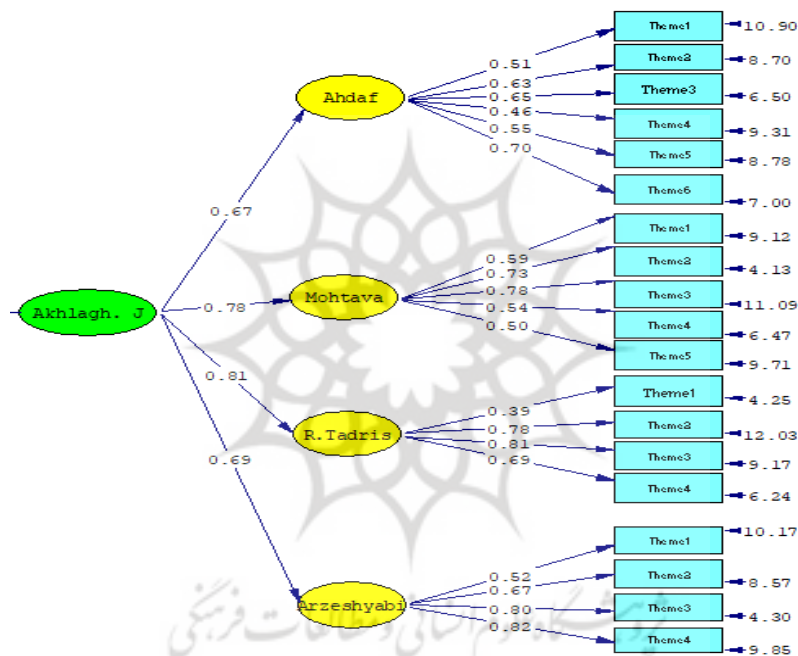 Akhlagh. J
0.67
0.78
0.81
0.69
Ahdaf
0.51
0.63
0.65
0.46
0.55
0.70
Theme1 10.90
Theme2 8.70
Theme3 6.50
Theme4 9.31
Theme5 8.78
Theme6 7.00
Mohtava
0.59
0.73
0.78
0.54
0.50
Theme1 9.12
Theme2 4.13
Theme3 11.09
Theme4 6.47
Theme5 9.71
R.Tadris
0.39
0.78
0.81
0.69
Theme1 4.25
Theme2 12.03
Theme3 9.17
Theme4 6.24
Arzeshyabi
0.52
0.67
0.80
0.82
Theme1 10.17
Theme2 8.57
Theme3 4.30
Theme4 9.85
پژوهشگاه علوم انسانی و مطالعات فرهنگی